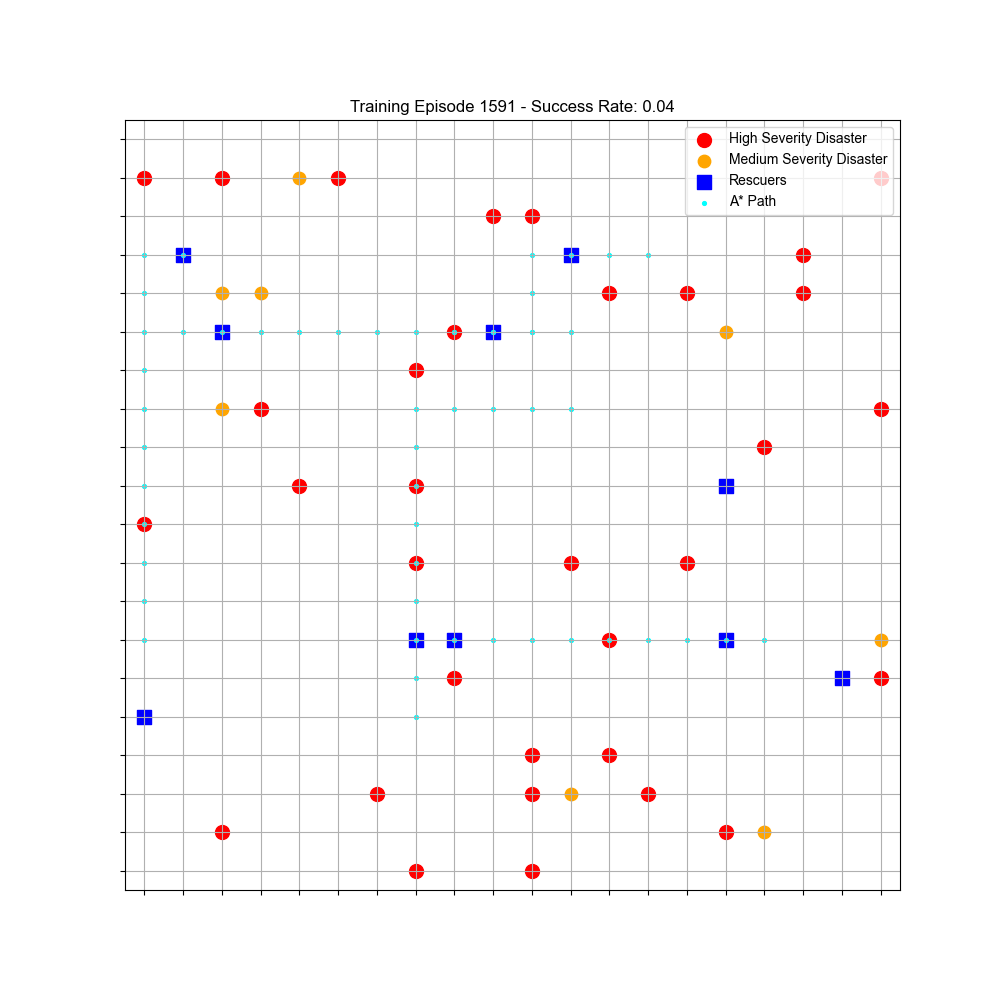 Training Episode 1591 - Success Rate: 0.04
High Severity Disaster
Medium Severity Disaster
Rescuers
A* Path